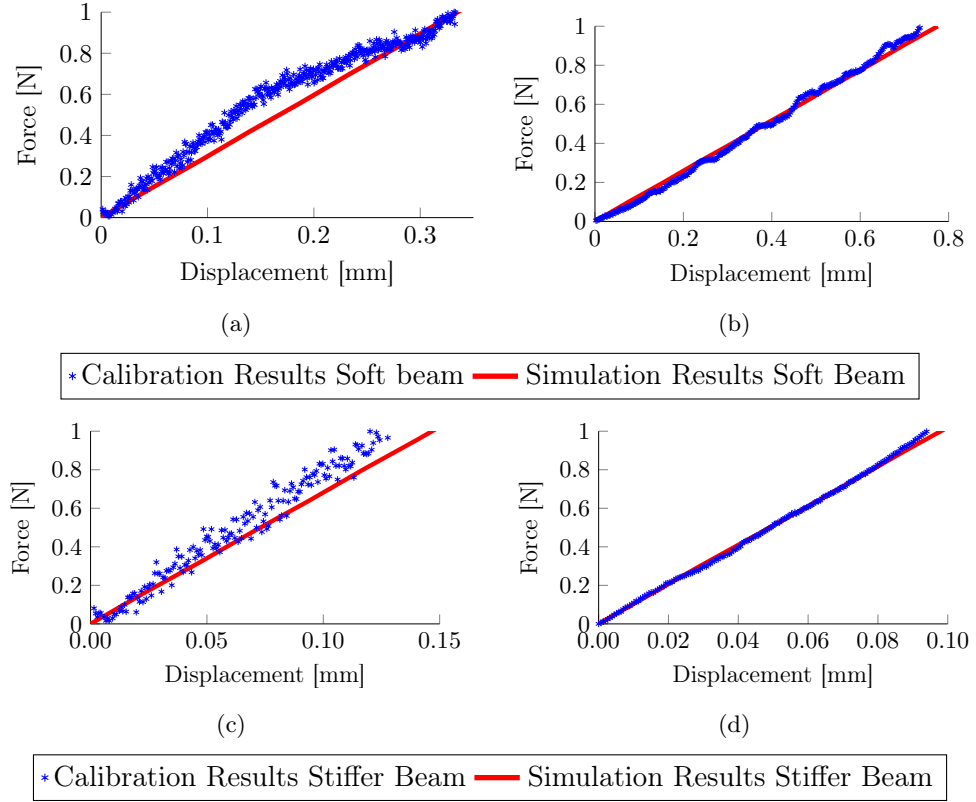 1
0.8
0.6
0.4
0.2
0
Force [N]
0 0.1 0.2 0.3
Displacement [mm]
(a)
1
0.8
0.6
0.4
0.2
0
Force [N]
0 0.2 0.4 0.6 0.8
Displacement [mm]
(b)
Calibration Results Soft beam Simulation Results Soft Beam
1
0.8
0.6
0.4
0.2
0
Force [N]
0.00 0.05 0.10 0.15
Displacement [mm]
(c)
1
0.8
0.6
0.4
0.2
0
Force [N]
0.00 0.02 0.04 0.06 0.08 0.10
Displacement [mm]
(d)
Calibration Results Stiffer Beam Simulation Results Stiffer Beam